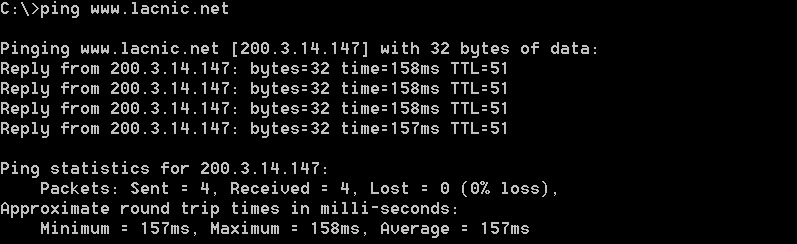 C:\>ping www.lacnic.net
Pinging www.lacnic.net [200.3.14.147] with 32 bytes of data:
Reply from 200.3.14.147: bytes=32 time=158ms TTL=51
Reply from 200.3.14.147: bytes=32 time=158ms TTL=51
Reply from 200.3.14.147: bytes=32 time=158ms TTL=51
Reply from 200.3.14.147: bytes=32 time=157ms TTL=51
Ping statistics for 200.3.14.147:
    Packets: Sent = 4, Received = 4, Lost = 0 (0% loss),
Approximate round trip times in milli-seconds:
    Minimum = 157ms, Maximum = 158ms, Average = 157ms